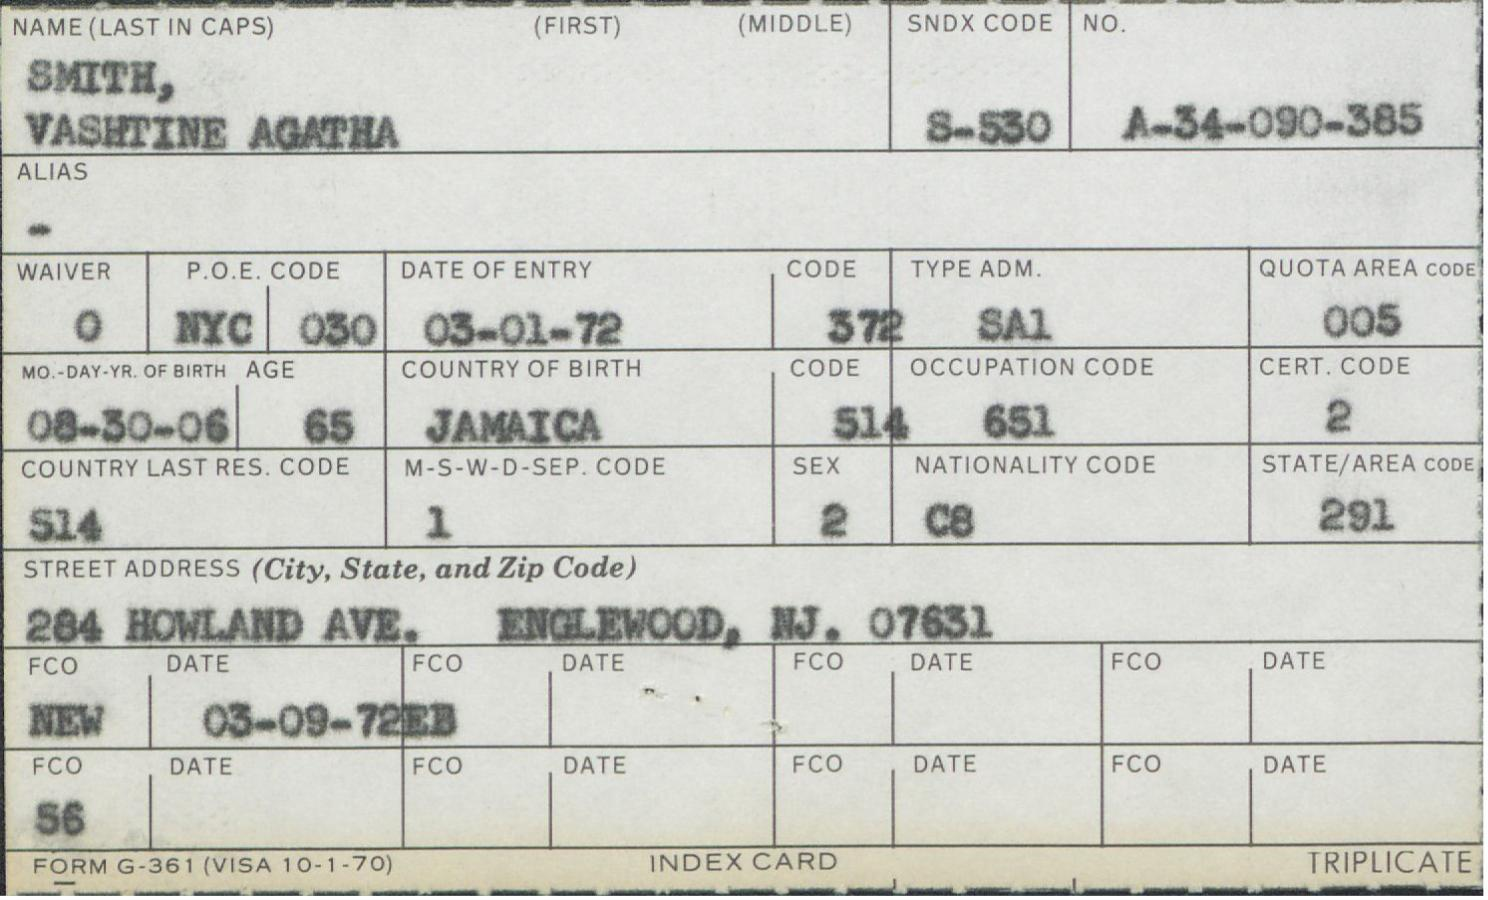 NAME (LAST IN CAPS) (FIRST) (MIDDLE) SNDX CODE NO.
SMITH,
VASHTINE AGATHA S-530 A-34-090-385
ALIAS
-
WAIVER P.O.E. CODE DATE OF ENTRY CODE TYPE ADM. QUOTA AREA CODE
0 NYC 030 03-01-72 372 SA1 005
MO.-DAY-YR. OF BIRTH AGE COUNTRY OF BIRTH CODE OCCUPATION CODE CERT. CODE
08-30-06 65 JAMAICA 514 651 2
COUNTRY LAST RES. CODE M-S-W-D-SEP. CODE SEX NATIONALITY CODE STATE/AREA CODE
514 1 2 C8 291
STREET ADDRESS (City, State, and Zip Code)
284 HOWLAND AVE. ENGLEWOOD, NJ. 07631
FCO DATE FCO DATE FCO DATE FCO DATE
NEW 03-09-72EB
FCO DATE FCO DATE FCO DATE FCO DATE
56
FORM G-361 (VISA 10-1-70) INDEX CARD TRIPLICATE